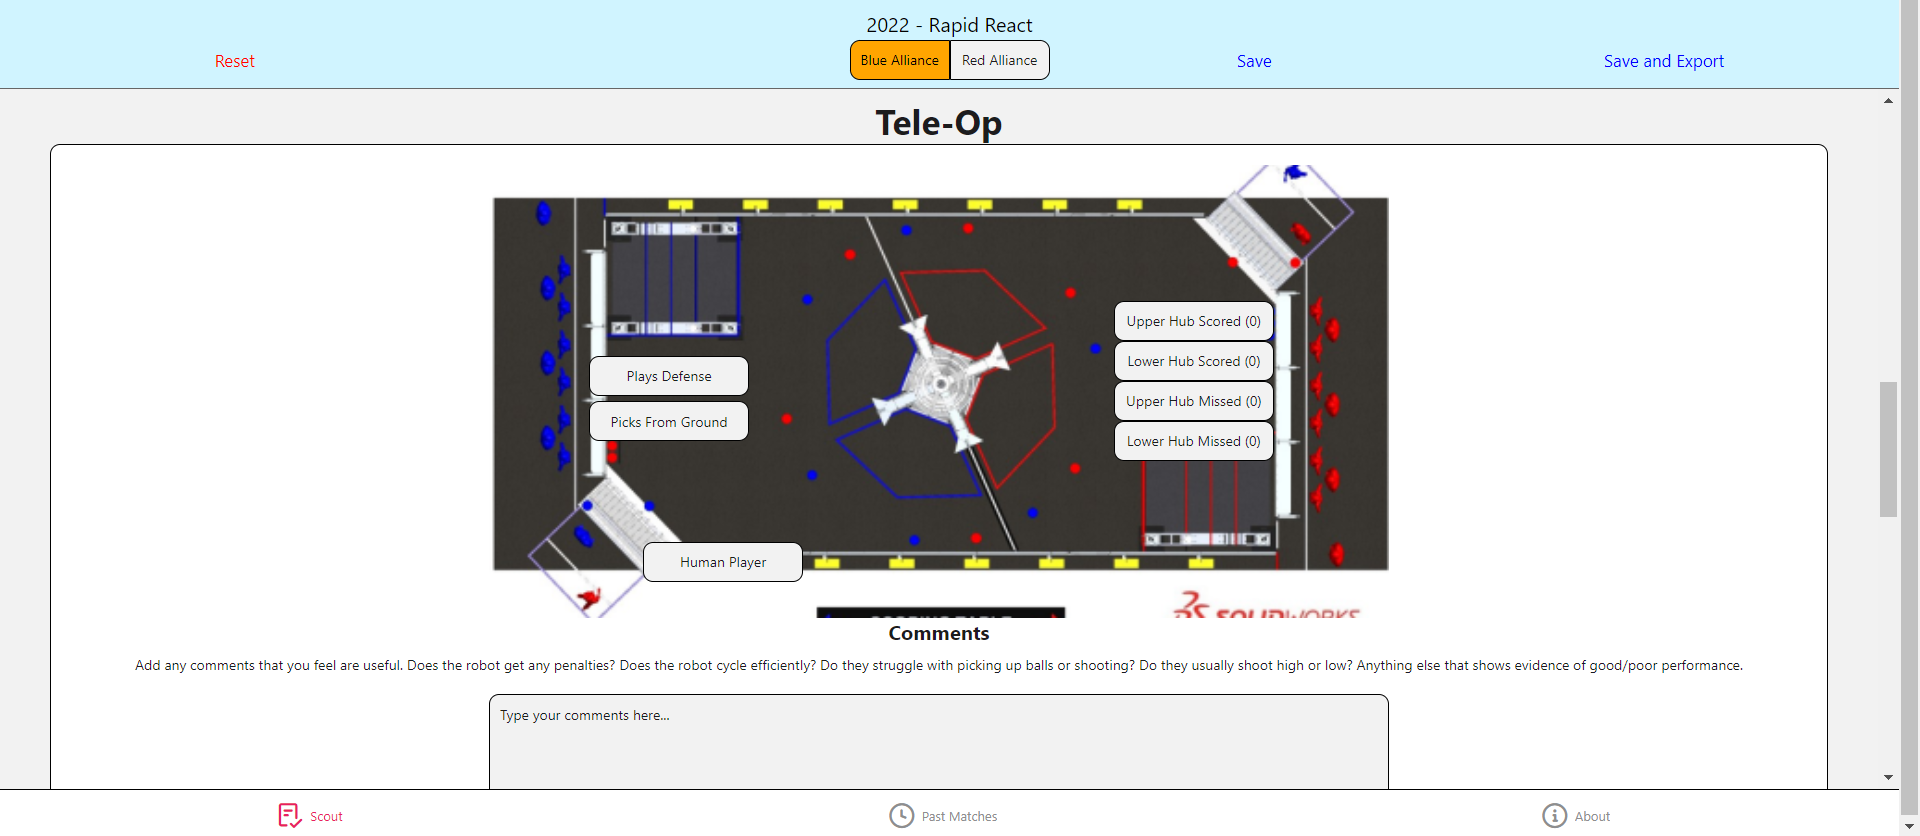 2022 - Rapid React
Reset
Blue Alliance
Red Alliance
Save
Save and Export
Tele-Op
Upper Hub Scored (0)
Lower Hub Scored (0)
Plays Defense
Upper Hub Missed (0)
Picks From Ground
Lower Hub Missed (0)
Human Player
SOLIDWORKS
Comments
Add any comments that you feel are useful. Does the robot get any penalties? Does the robot cycle efficiently? Do they struggle with picking up balls or shooting? Do they usually shoot high or low? Anything else that shows evidence of good/poor performance.
Type your comments here...
Scout
Past Matches
About